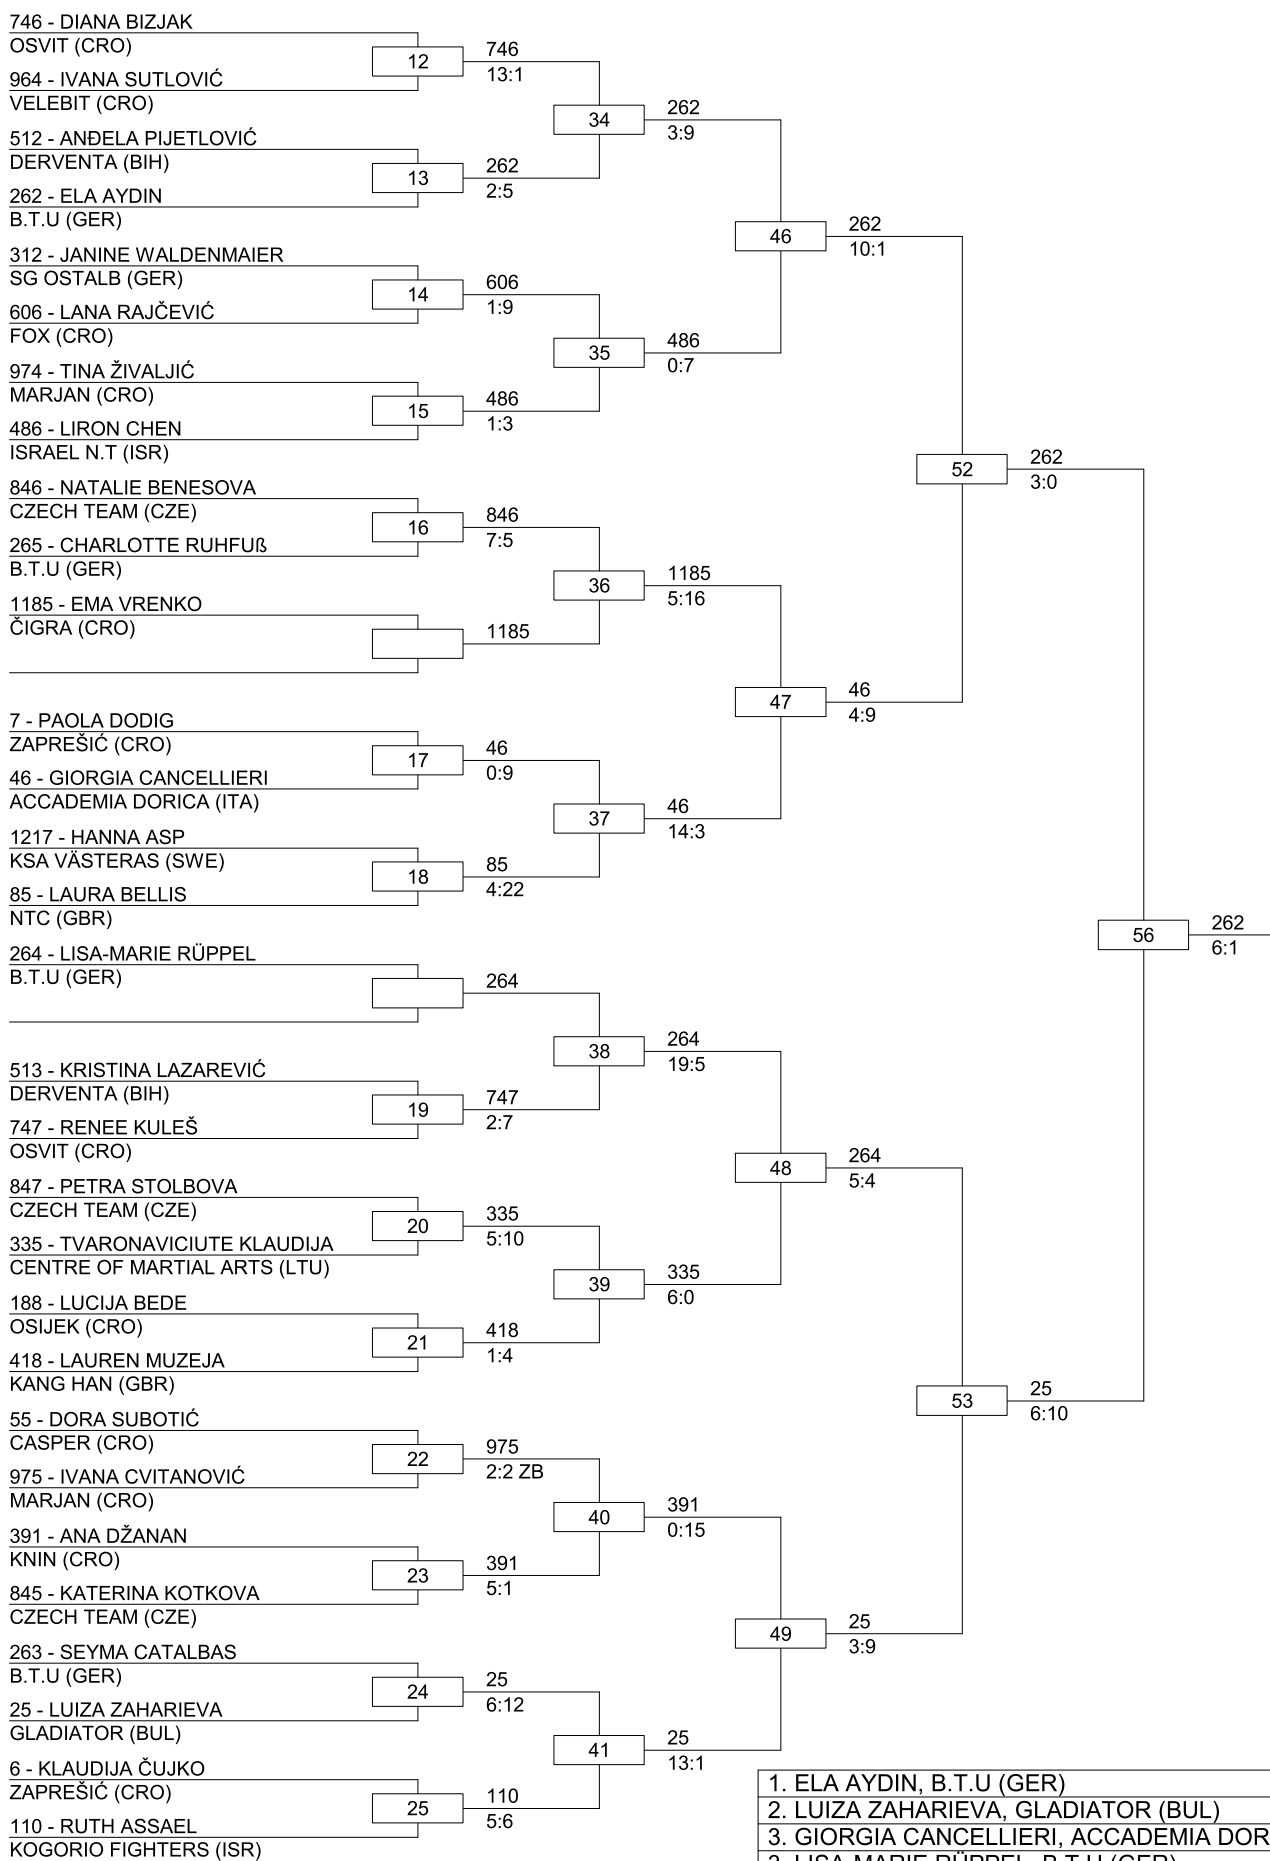 746 - DIANA BIZJAK
OSVIT (CRO)
12
746
13:1
964 - IVANA SUTLOVIĆ
VELEBIT (CRO)
34
262
3:9
512 - ANĐELA PIJETLOVIĆ
DERVENTA (BIH)
13
262
2:5
262 - ELA AYDIN
B.T.U (GER)
46
262
10:1
312 - JANINE WALDENMAIER
SG OSTALB (GER)
14
606
1:9
606 - LANA RAJČEVIĆ
FOX (CRO)
35
486
0:7
974 - TINA ŽIVALJIĆ
MARJAN (CRO)
15
486
1:3
486 - LIRON CHEN
ISRAEL N.T (ISR)
52
262
3:0
846 - NATALIE BENESOVA
CZECH TEAM (CZE)
16
846
7:5
265 - CHARLOTTE RUHFUß
B.T.U (GER)
36
1185
5:16
1185 - EMA VRENKO
ČIGRA (CRO)
1185
47
46
4:9
7 - PAOLA DODIG
ZAPREŠIĆ (CRO)
17
46
0:9
46 - GIORGIA CANCELLIERI
ACCADEMIA DORICA (ITA)
37
46
14:3
1217 - HANNA ASP
KSA VÄSTERAS (SWE)
18
85
4:22
85 - LAURA BELLIS
NTC (GBR)
56
262
6:1
264 - LISA-MARIE RÜPPEL
B.T.U (GER)
264
38
264
19:5
513 - KRISTINA LAZAREVIĆ
DERVENTA (BIH)
19
747
2:7
747 - RENEE KULEŠ
OSVIT (CRO)
48
264
5:4
847 - PETRA STOLBOVA
CZECH TEAM (CZE)
20
335
5:10
335 - TVARONAVICIUTE KLAUDIJA
CENTRE OF MARTIAL ARTS (LTU)
39
335
6:0
188 - LUCIJA BEDE
OSIJEK (CRO)
21
418
1:4
418 - LAUREN MUZEJA
KANG HAN (GBR)
53
25
6:10
55 - DORA SUBOTIĆ
CASPER (CRO)
22
975
2:2 ZB
975 - IVANA CVITANOVIĆ
MARJAN (CRO)
40
391
0:15
391 - ANA DŽANAN
KNIN (CRO)
23
391
5:1
845 - KATERINA KOTKOVA
CZECH TEAM (CZE)
49
25
3:9
263 - SEYMA CATALBAS
B.T.U (GER)
24
25
6:12
25 - LUIZA ZAHARIEVA
GLADIATOR (BUL)
41
25
13:1
6 - KLAUDIJA ČUJKO
ZAPREŠIĆ (CRO)
25
110
5:6
110 - RUTH ASSAEL
KOGORIO FIGHTERS (ISR)
1. ELA AYDIN, B.T.U (GER)
2. LUIZA ZAHARIEVA, GLADIATOR (BUL)
3. GIORGIA CANCELLIERI, ACCADEMIA DOR
3. LISA-MARIE RÜPPEL, B.T.U (GER)